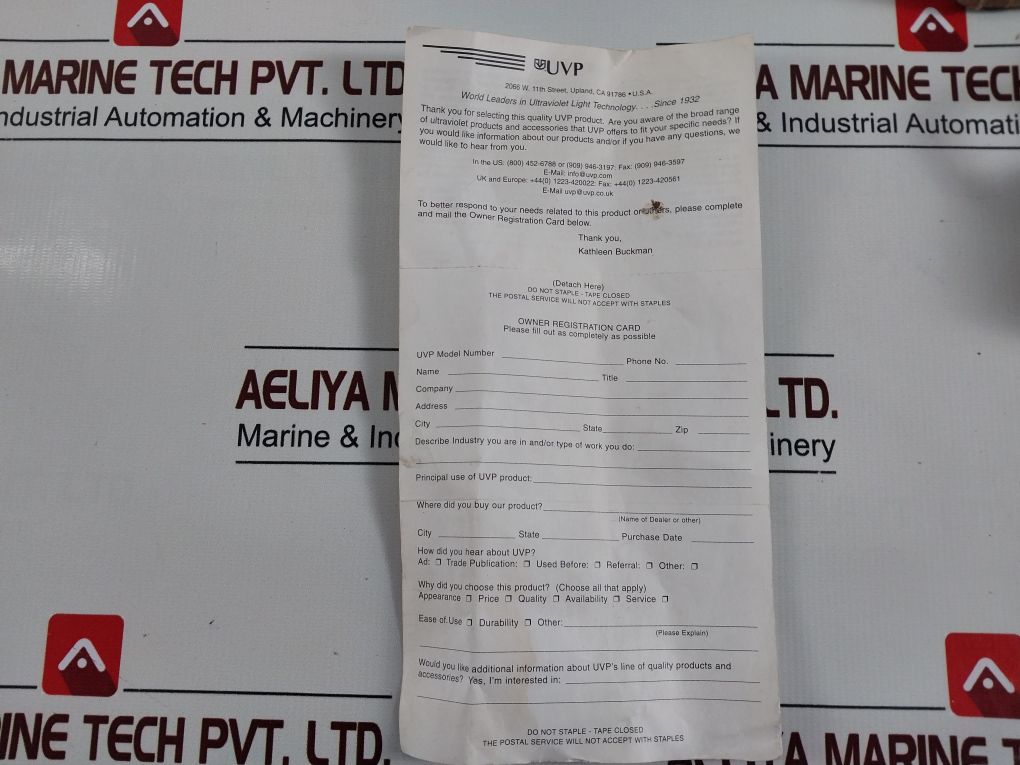 MARINE TECH PVT. LTD
ndustrial Automation & Machinery
A MARINE TECH
& Industrial Automati
UVP
2066 W. 11th Street, Upland, CA 91786 • U.S.A.
World Leaders in Ultraviolet Light Technology. . . . Since 1932
Thank you for selecting this quality UVP product. Are you aware of the broad range
of ultraviolet products and accessories that UVP offers to fit your specific needs? If
you would like information about our products and/or if you have any questions, we
would like to hear from you.
In the US: (800) 452-6788 or (909) 946-3197; Fax: (909) 946-3597
E-Mail: info@uvp.com
UK and Europe: +44(0) 1223-420022; Fax: +44(0) 1223-420561
E-Mail uvp@uvp.co.uk
To better respond to your needs related to this product or others, please complete
and mail the Owner Registration Card below.
Thank you,
Kathleen Buckman
(Detach Here)
DO NOT STAPLE - TAPE CLOSED
THE POSTAL SERVICE WILL NOT ACCEPT WITH STAPLES
OWNER REGISTRATION CARD
Please fill out as completely as possible
UVP Model Number Phone No.
Name Title
Company
Address
City State Zip
Describe Industry you are in and/or type of work you do:
Principal use of UVP product:
Where did you buy our product?
(Name of Dealer or other)
City State Purchase Date
How did you hear about UVP?
Ad: ❒ Trade Publication: ❒ Used Before: ❒ Referral: ❒ Other: ❒
Why did you choose this product? (Choose all that apply)
Appearance ❒ Price ❒ Quality ❒ Availability ❒ Service ❒
Ease of Use ❒ Durability ❒ Other:
(Please Explain)
Would you like additional information about UVP's line of quality products and
accessories? Yes, I'm interested in:
DO NOT STAPLE - TAPE CLOSED
THE POSTAL SERVICE WILL NOT ACCEPT WITH STAPLES
AELIYA M
LTD.
Marine & Ind
inery
INE TECH PVT. LTD.
AELIYA MARINE T